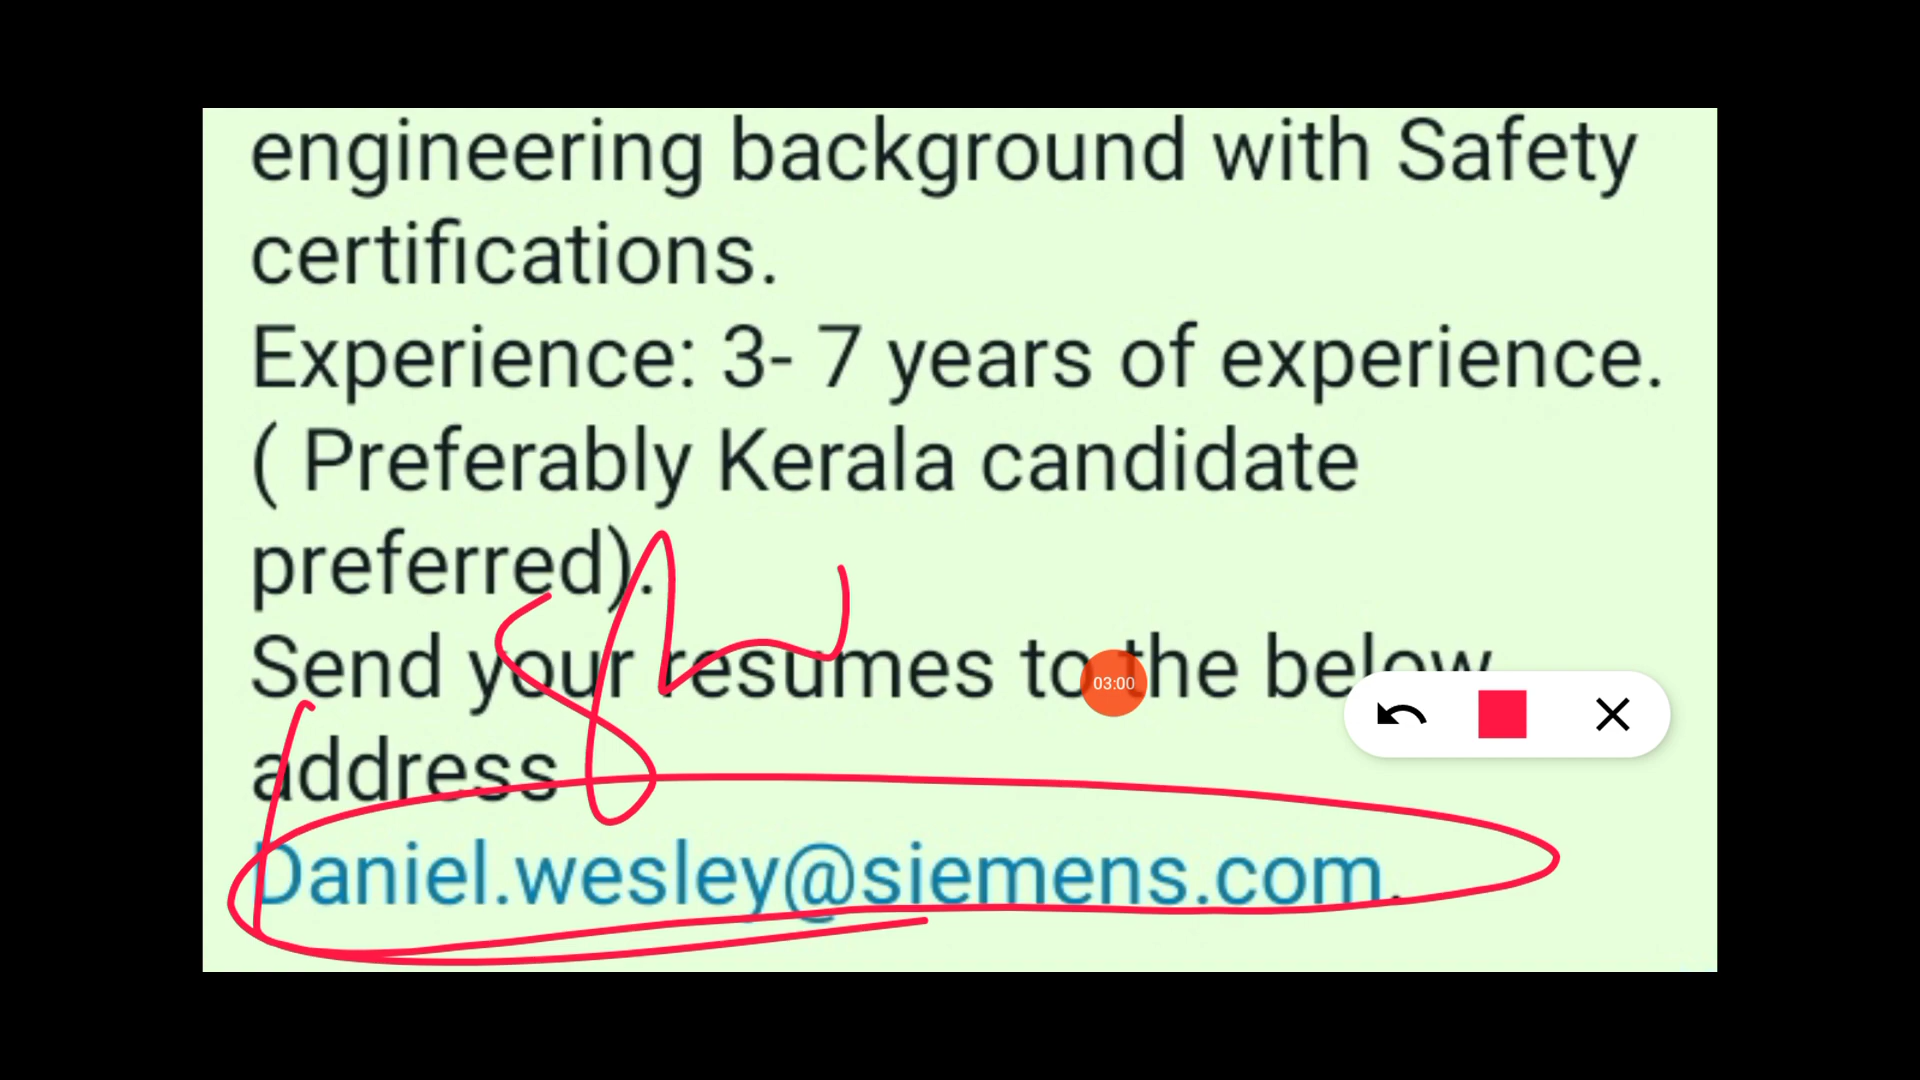 engineering background with Safety
certifications.
Experience: 3- 7 years of experience.
( Preferably Kerala candidate
preferred).
Send your resumes to the below
03:00
address
Daniel.wesley@siemens.com.